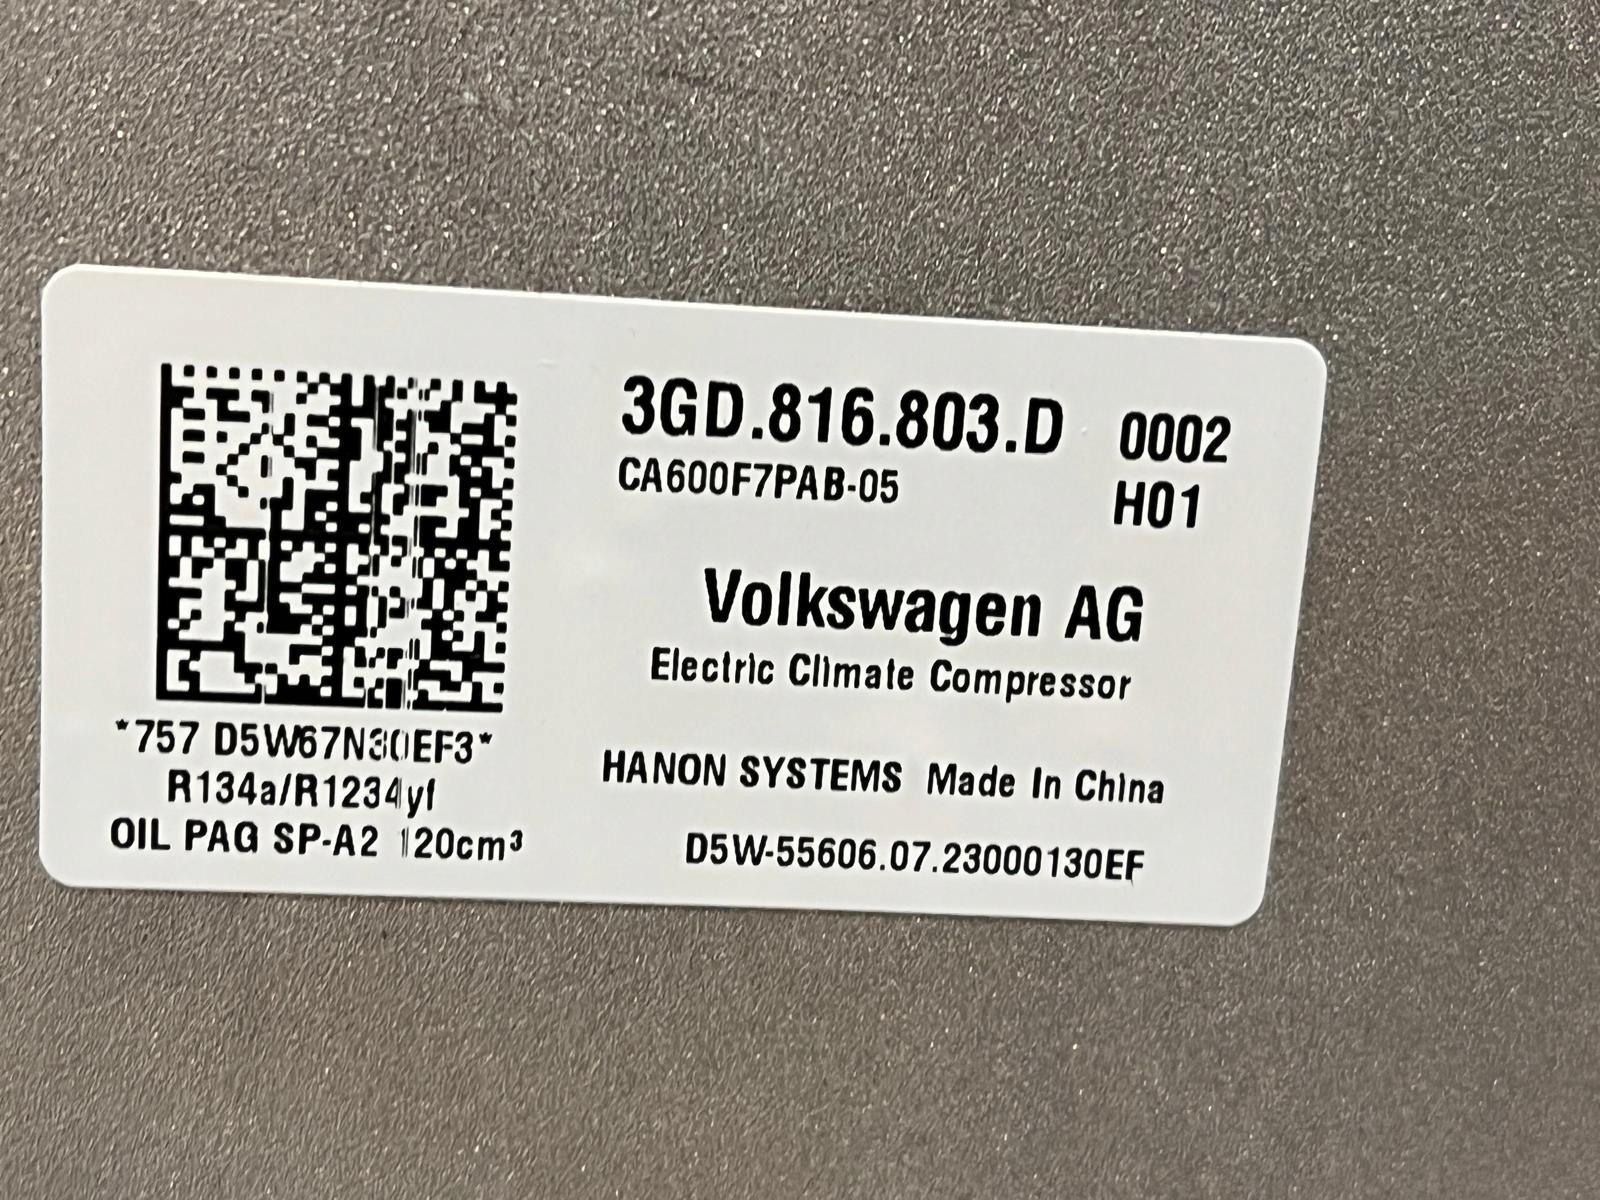 3GD.816.803.D 0002
CA600F7PAB-05 H01
Volkswagen AG
Electric Climate Compressor
*757 D5W67N30EF3*
R134a/R1234yf
OIL PAG SP-A2 120cm³
HANON SYSTEMS Made In China
D5W-55606.07.23000130EF